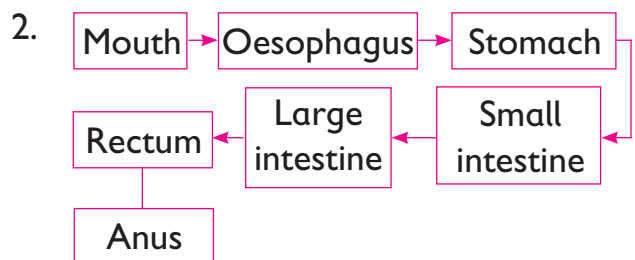 2.
Mouth
Oesophagus
Stomach
Small
intestine
Large
intestine
Rectum
Anus